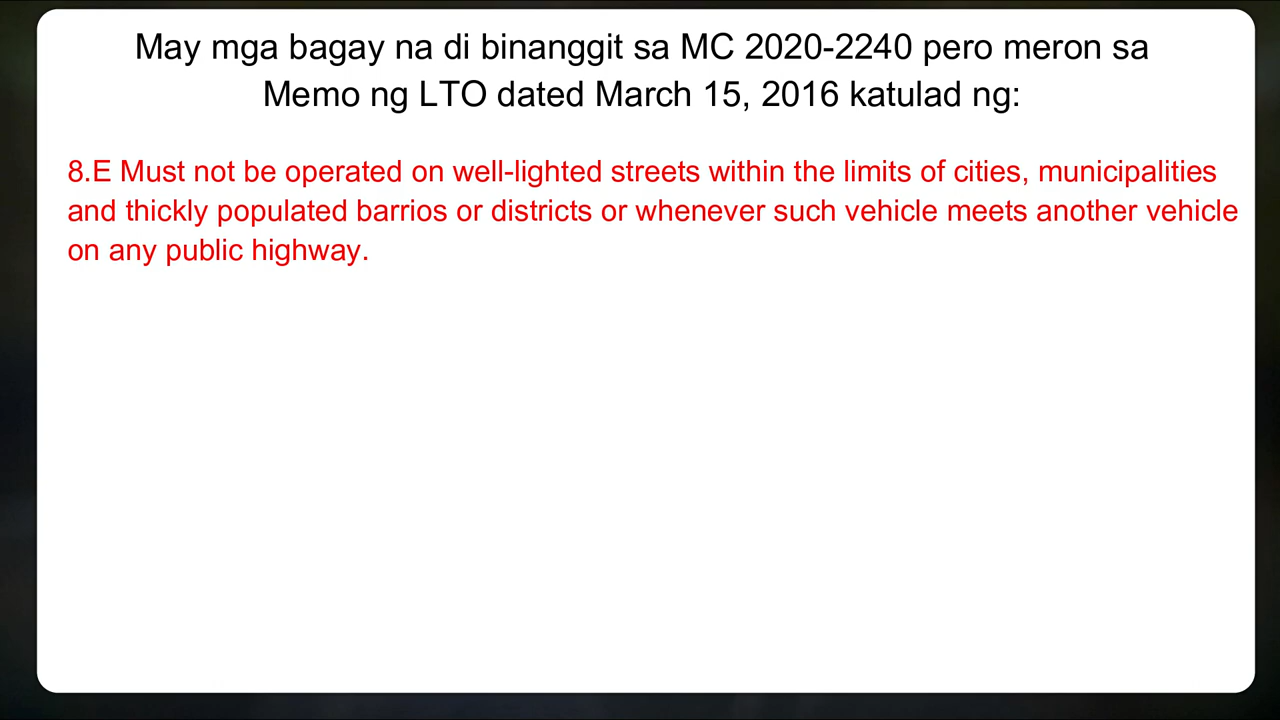 May mga bagay na di binanggit sa MC 2020-2240 pero meron sa
Memo ng LTO dated March 15, 2016 katulad ng:
8.E Must not be operated on well-lighted streets within the limits of cities, municipalities
and thickly populated barrios or districts or whenever such vehicle meets another vehicle
on any public highway.